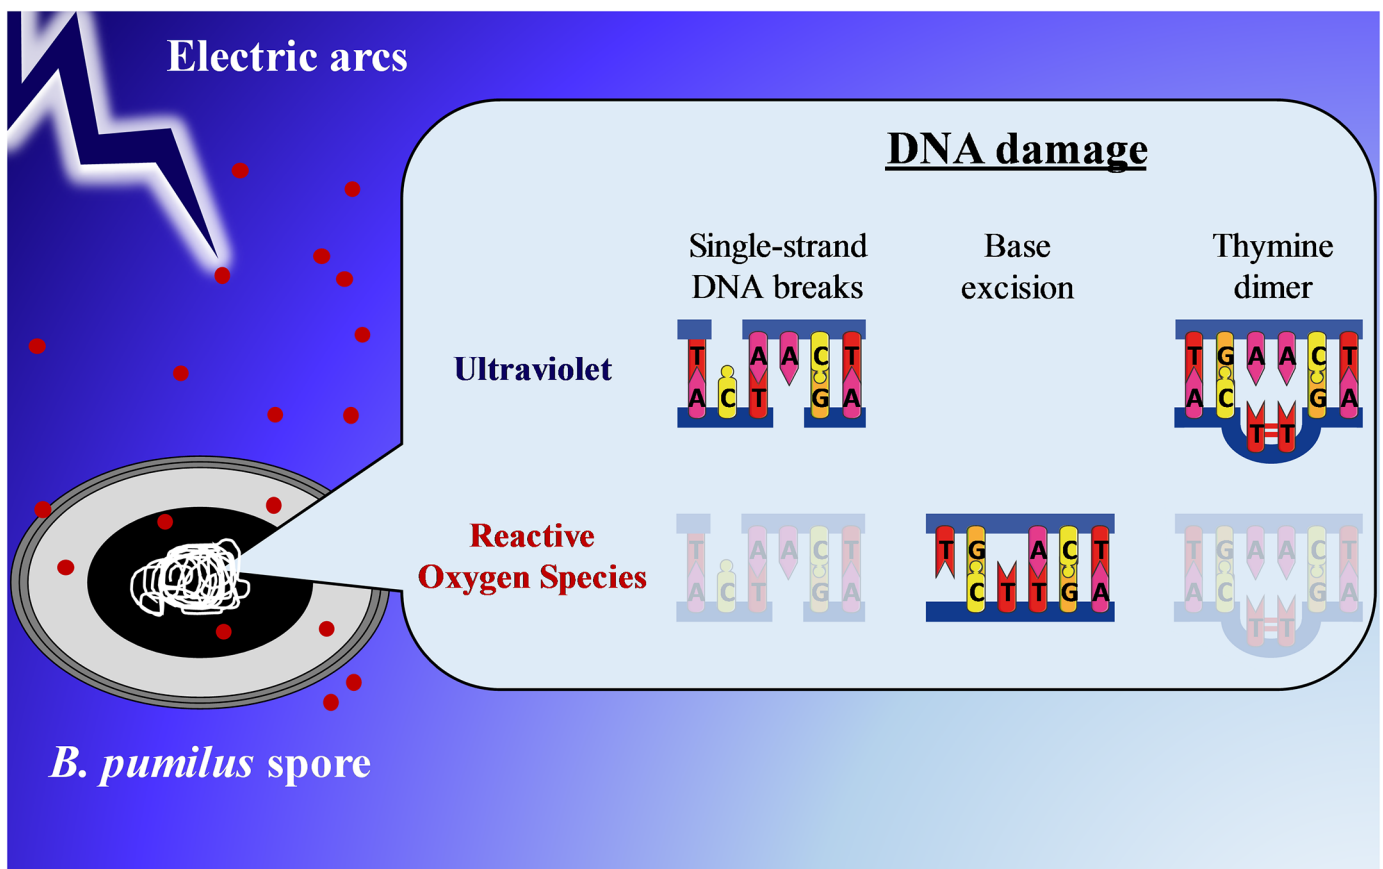 Electric arcs
DNA damage
Single-strand
DNA breaks
Base
excision
Thymine
dimer
Ultraviolet
T A A C T
A C T G A
T G A A C T
A C G A
T T
Reactive
Oxygen Species
T A A C T
A C T G A
T G A C T
C T T G A
T G A A C T
A C G A
T T
B. pumilus spore